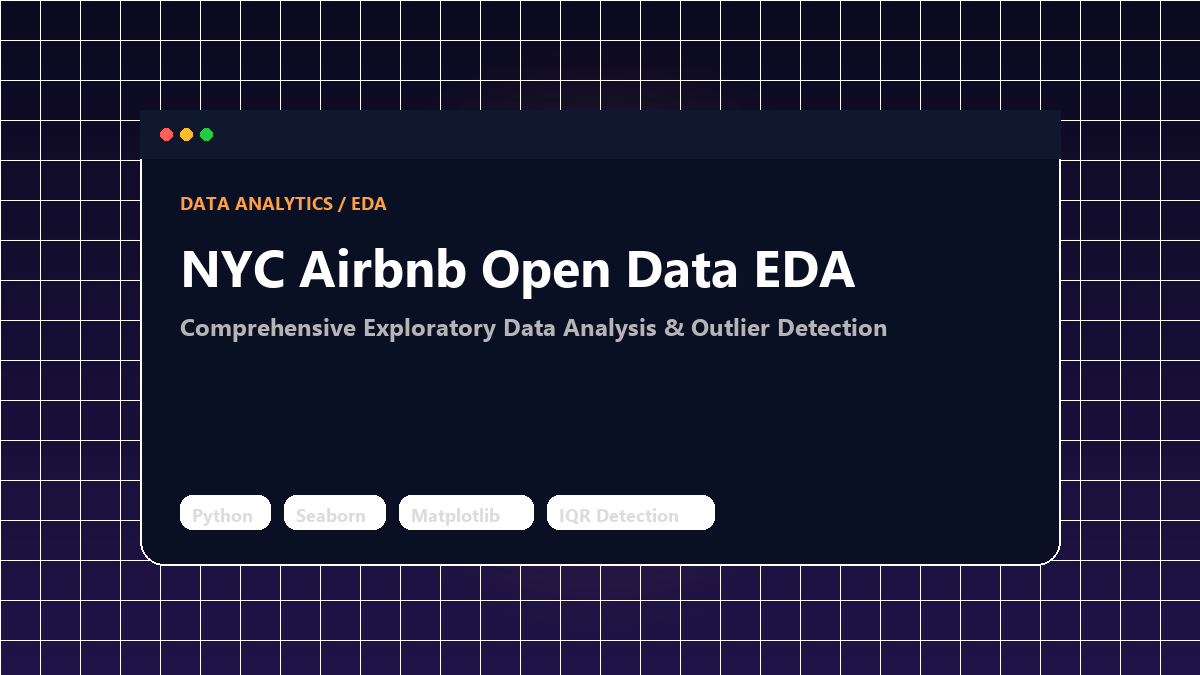 DATA ANALYTICS / EDA
NYC Airbnb Open Data EDA
Comprehensive Exploratory Data Analysis & Outlier Detection
Python Seaborn Matplotlib IQR Detection